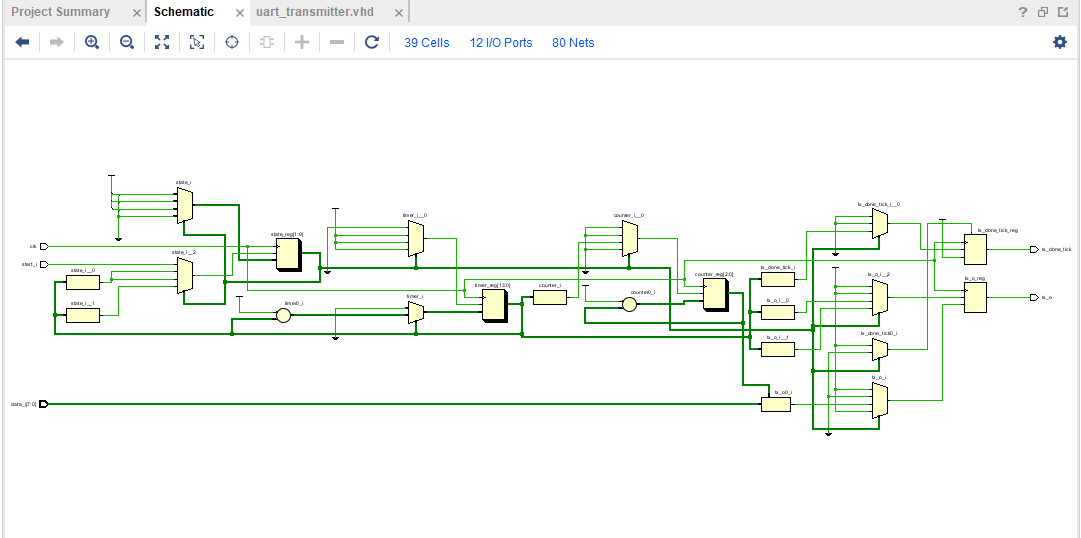 Project Summary
Schematic
uart_transmitter.vhd
39 Cells
12 I/O Ports
80 Nets
state_i
timer_i__0
counter_i__0
tx_done_tick_i__0
state_reg[1:0]
tx_done_tick_reg
clk
tx_done_tick
state_i__2
start_i
state_i__0
tx_done_tick_i
tx_o_i__2
counter_reg[2:0]
tx_o_reg
timer_reg[13:0]
counter_i
counter0_i
timer_i
tx_o
state_i__1
timer0_i
tx_o_i__0
tx_done_tick0_i
tx_o_i__1
tx_o_i
tx_o0_i
data_i[7:0]